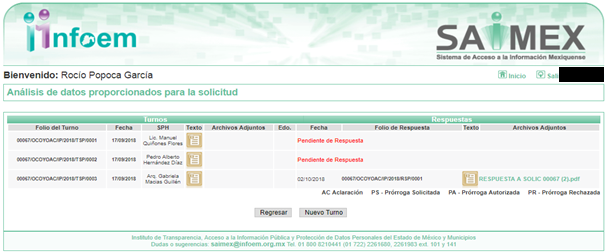 infoem
SAIMEX
Sistema de Acceso a la Información Mexiquense
Bienvenido: Rocío Popoca García
Inicio
Análisis de datos proporcionados para la solicitud
Turnos Respuestas
Folio del Turno Fecha SPH Texto Archivos Adjuntos Edo. Fecha Folio de Respuesta Texto Archivos Adjuntos
00067/OCOYOAC/IP/2018/TSP/0001 17/09/2018 Lic. Manuel Quiñones Flores Pendiente de Respuesta
00067/OCOYOAC/IP/2018/TSP/0002 17/09/2018 Pedro Alberto Hernández Díaz Pendiente de Respuesta
00067/OCOYOAC/IP/2018/TSP/0003 17/09/2018 Arq. Gabriela Macias Guillén 02/10/2018 00067/OCOYOAC/IP/2018/RSP/0001 RESPUESTA A SOLIC 00067 (2).pdf
AC Aclaración PS - Prórroga Solicitada PA - Prórroga Autorizada PR - Prórroga Rechazada
Regresar Nuevo Turno
Instituto de Transparencia, Acceso a la Información Pública y Protección de Datos Personales del Estado de México y Municipios
Dudas o sugerencias: saimex@infoem.org.mx Tel. 01 800 8210441 (01 722) 2261980, 2261983 ext. 101 y 141